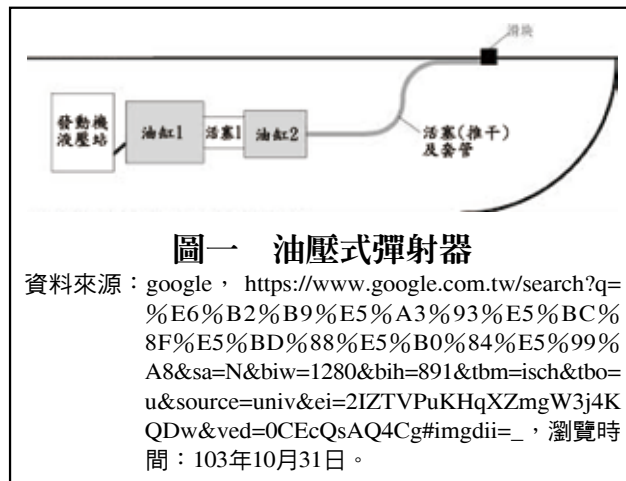 滑块
發動機
液壓站
油缸1
活塞1
油缸2
活塞(推干)
及套管
圖一 油壓式彈射器
資料來源：google， https://www.google.com.tw/search?q=
%E6%B2%B9%E5%A3%93%E5%BC%
8F%E5%BD%88%E5%B0%84%E5%99%
A8&sa=N&biw=1280&bih=891&tbm=isch&tbo=
u&source=univ&ei=2IZTVPuKHqXZmgW3j4K
QDw&ved=0CEcQsAQ4Cg#imgdii=_，瀏覽時
間：103年10月31日。